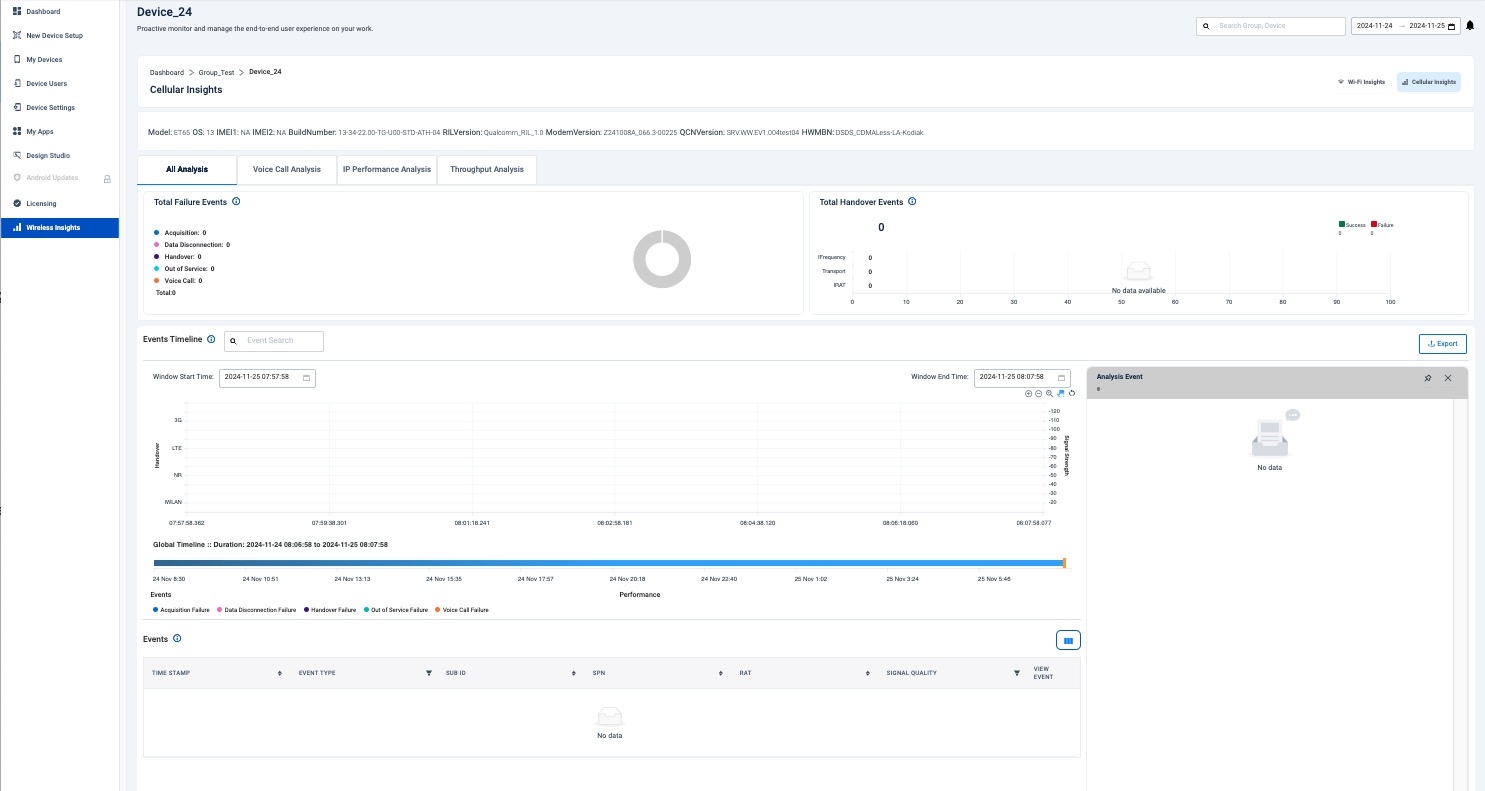 Dashboard
New Device Setup
My Devices
Device Users
Device Settings
My Apps
Design Studio
Android Updates
Licensing
Wireless Insights
Device_24
Proactive monitor and manage the end-to-end user experience on your work.
Search Group, Device
2024-11-24 → 2024-11-25
Dashboard > Group_Test > Device_24
Cellular Insights
Wi-Fi Insights
Cellular Insights
Model: ET65 OS: 13 IMEI1: NA IMEI2: NA BuildNumber: 13-34-22.00-TG-U00-STD-ATH-04 RILVersion: Qualcomm_RIL_1.0 ModemVersion: Z241008A_066.3-00225 QCNVersion: SRV.WW.EV1.004test04 HWMBN: DSDS_CDMALess-LA-Kodiak
All Analysis
Voice Call Analysis
IP Performance Analysis
Throughput Analysis
Total Failure Events
Acquisition: 0
Data Disconnection: 0
Handover: 0
Out of Service: 0
Voice Call: 0
Total:0
Total Handover Events
0
Success
0
Failure
0
IFrequency 0
Transport 0
IRAT 0
No data available
0 10 20 30 40 50 60 70 80 90 100
Events Timeline
Event Search
Export
Window Start Time: 2024-11-25 07:57:58
Window End Time: 2024-11-25 08:07:58
Handover
3G
LTE
NR
IWLAN
-120
-110
-100
-90
-80
-70
-60
-50
-40
-30
-20
Signal Strength
07:57:58.362 07:59:38.301 08:01:18.241 08:02:58.181 08:04:38.120 08:06:18.060 08:07:58.077
Global Timeline :: Duration: 2024-11-24 08:06:58 to 2024-11-25 08:07:58
24 Nov 8:30 24 Nov 10:51 24 Nov 13:13 24 Nov 15:35 24 Nov 17:57 24 Nov 20:18 24 Nov 22:40 25 Nov 1:02 25 Nov 3:24 25 Nov 5:46
Events
Performance
Acquisition Failure Data Disconnection Failure Handover Failure Out of Service Failure Voice Call Failure
Analysis Event
No data
Events
TIME STAMP EVENT TYPE SUB ID SPN RAT SIGNAL QUALITY VIEW EVENT
No data